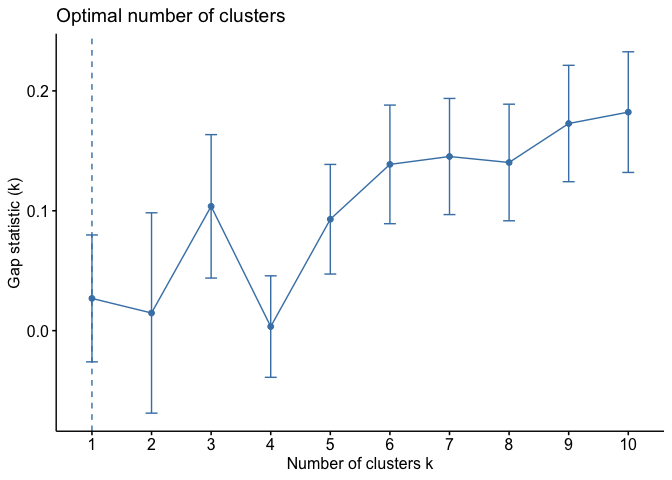 Optimal number of clusters
Gap statistic (k)
0.2
0.1
0.0
1 2 3 4 5 6 7 8 9 10
Number of clusters k